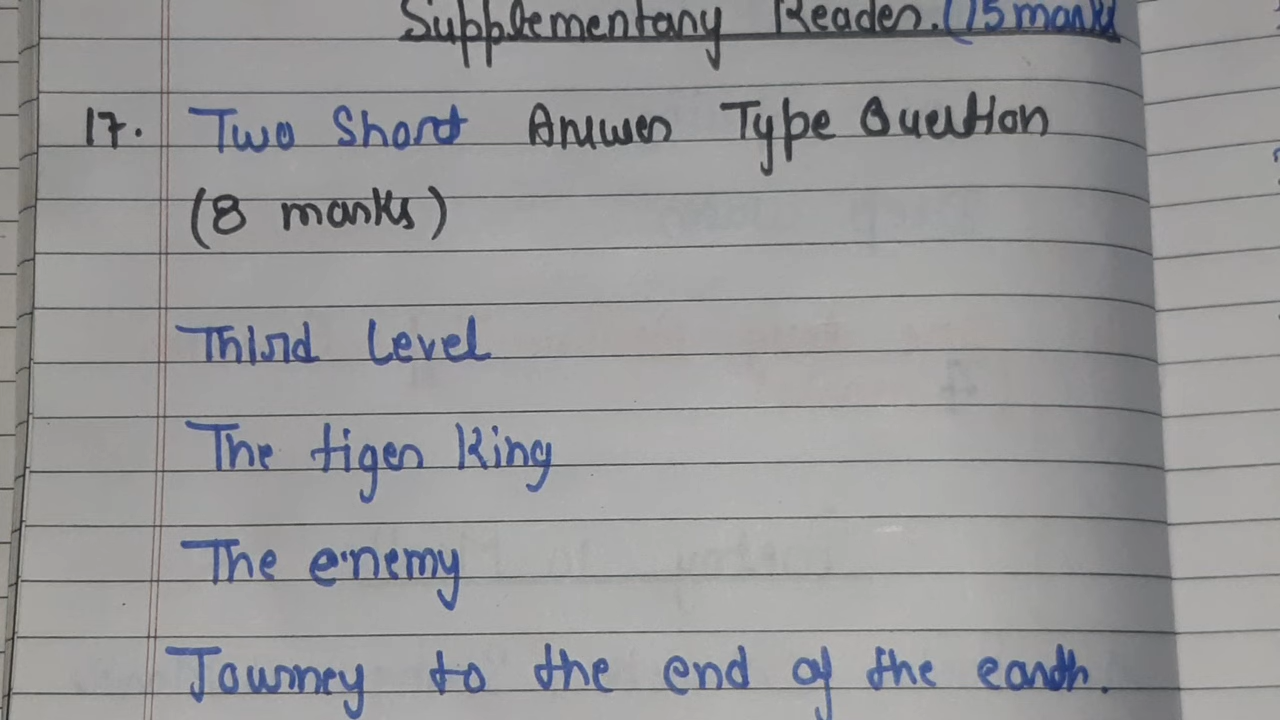 Supplementary Reader. (15 marks
17. Two Short Answer Type Question
(8 marks)
Third Level
The tiger King
The enemy
Journey to the end of the earth.